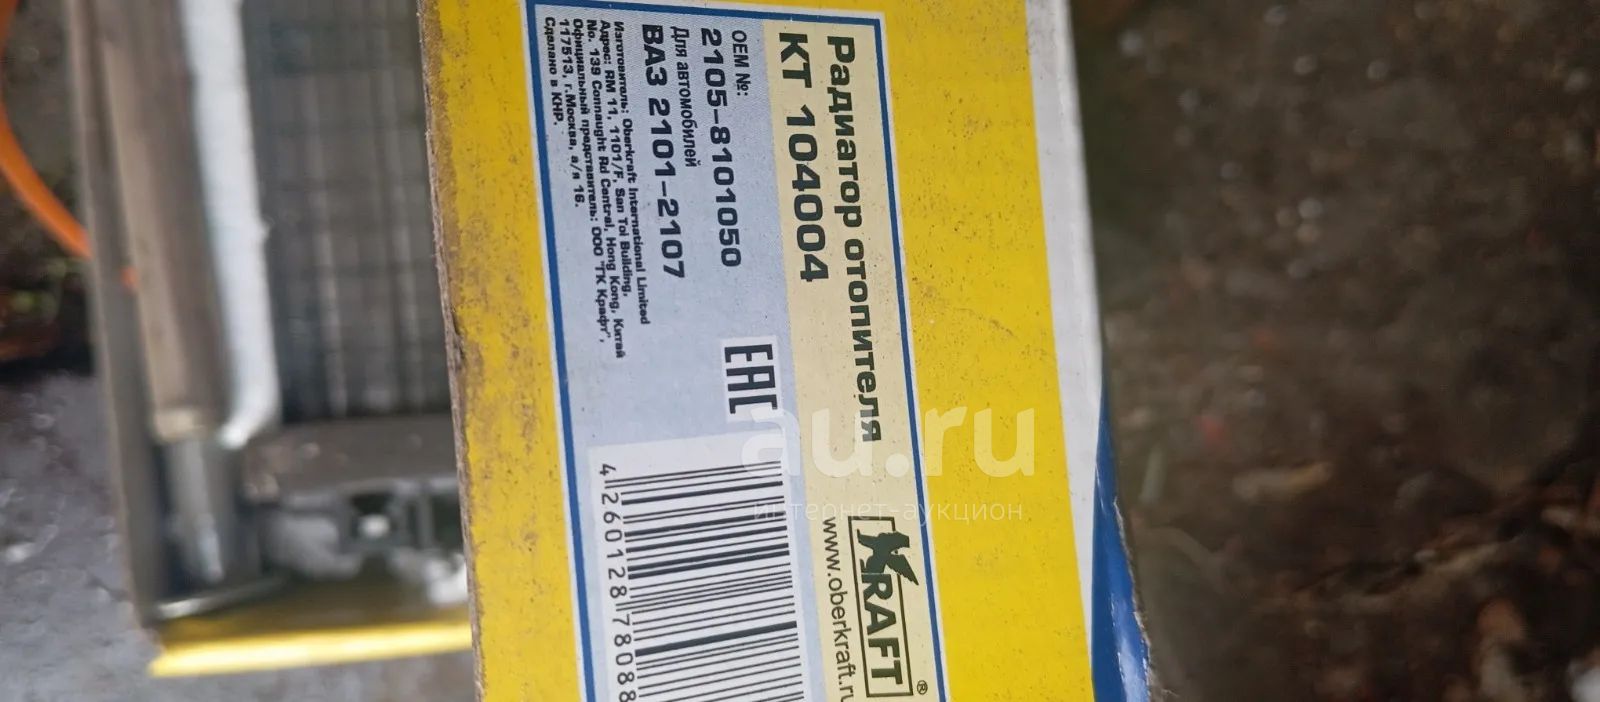 Радиатор отопителя
КТ 104004
OEM №:
2105-8101050
Для автомобилей
ВАЗ 2101-2107
Изготовитель: Oberkraft International Limited
Адрес: RM 11, 1101/F, San Toi Building,
No. 139 Connaught Rd Central, Hong Kong, Китай
Официальный представитель: ООО "ТК Крафт",
117513, г.Москва, а/я 16.
Сделано в КНР.
EAC
4 260128 78088
KRAFT®
www.oberkraft.ru
au.ru
интернет-аукцион